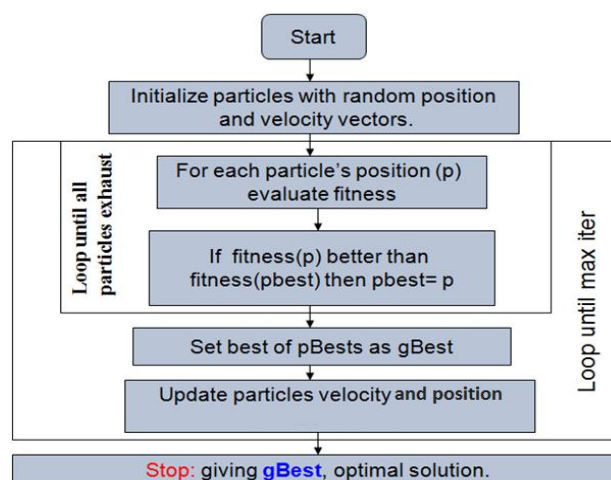 Start
Initialize particles with random position
and velocity vectors.
Loop until all
particles exhaust
For each particle's position (p)
evaluate fitness
If fitness(p) better than
fitness(pbest) then pbest= p
Loop until max iter
Set best of pBests as gBest
Update particles velocity and position
Stop: giving gBest, optimal solution.